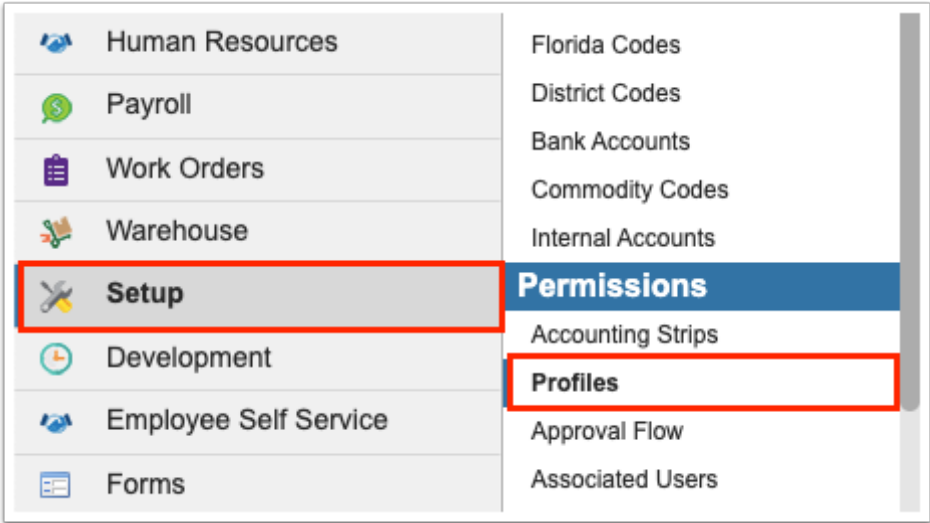 Human Resources
Payroll
Work Orders
Warehouse
Setup
Development
Employee Self Service
Forms
Florida Codes
District Codes
Bank Accounts
Commodity Codes
Internal Accounts
Permissions
Accounting Strips
Profiles
Approval Flow
Associated Users